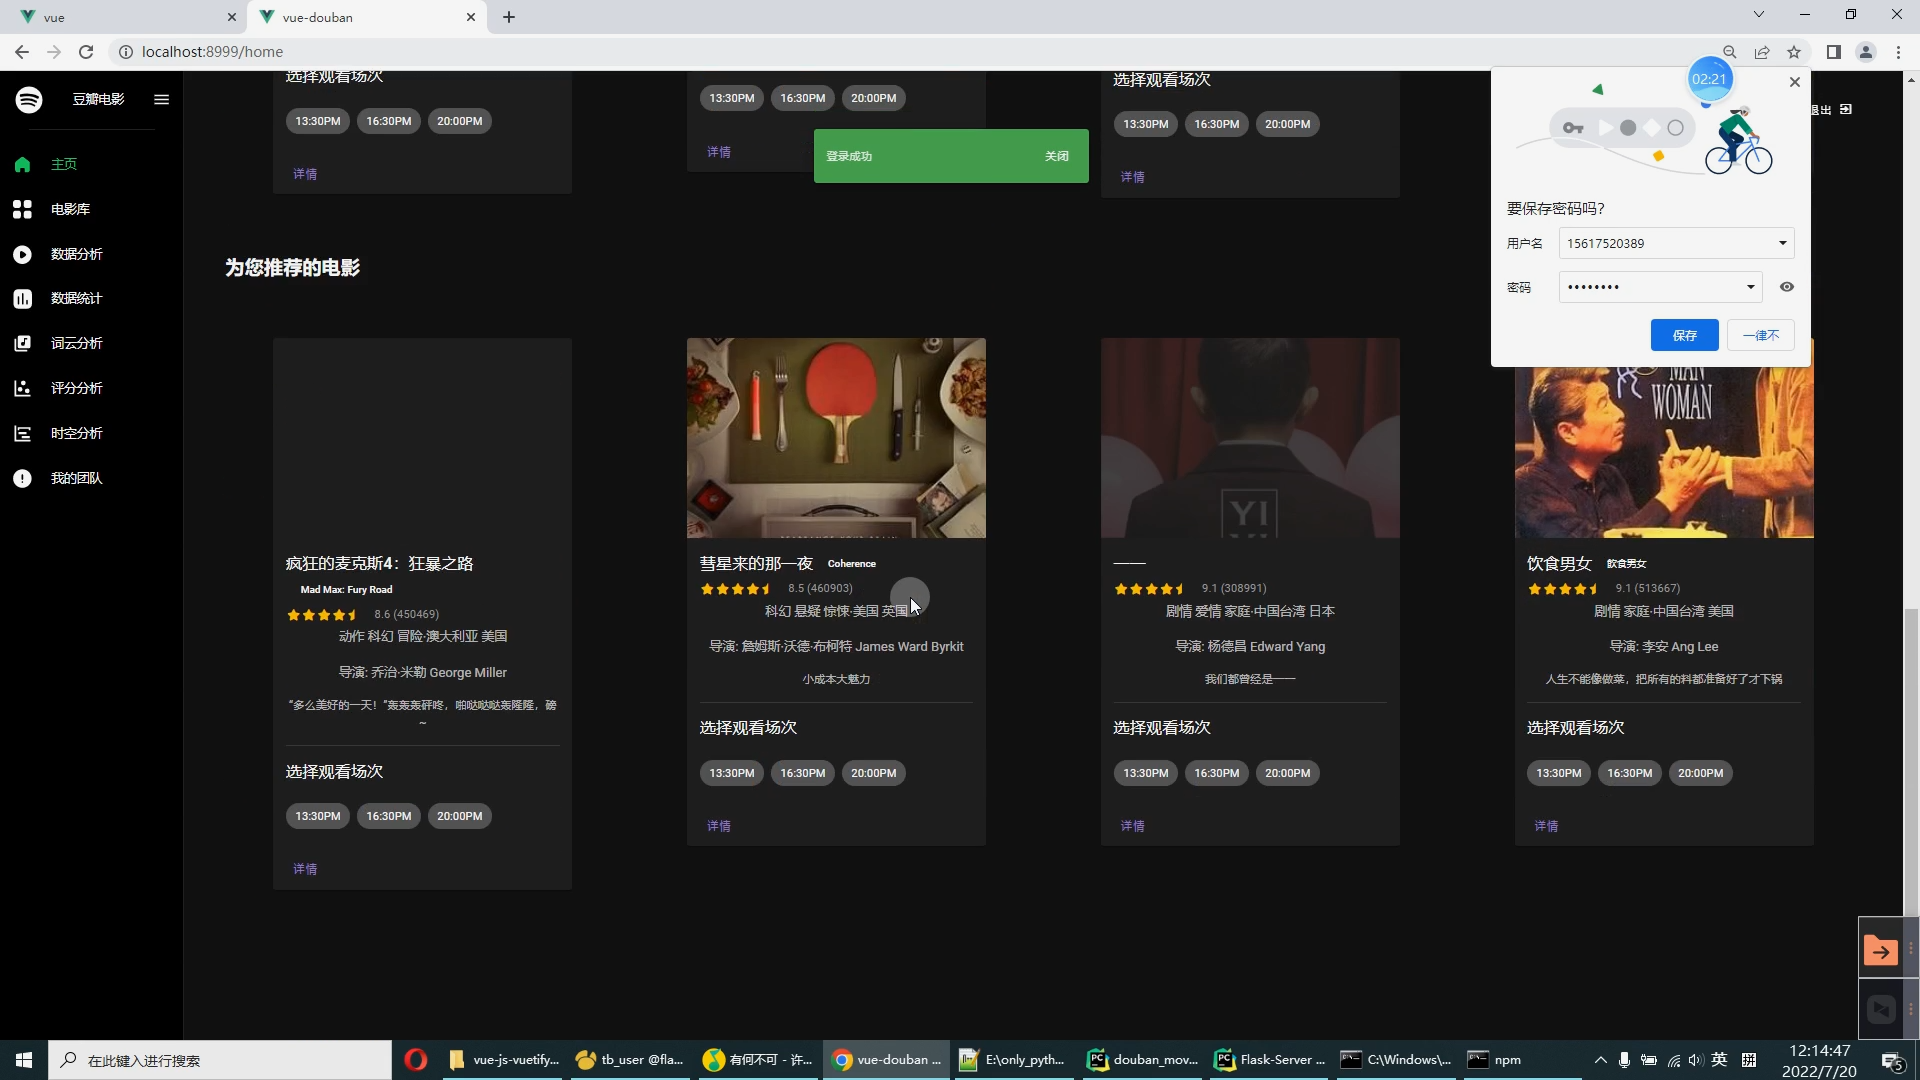 vue
vue-douban
localhost:8999/home
02:21
豆瓣电影
主页
电影库
数据分析
数据统计
词云分析
评分分析
时空分析
我的团队
选择观看场次
13:30PM 16:30PM 20:00PM
详情
13:30PM 16:30PM 20:00PM
详情
选择观看场次
13:30PM 16:30PM 20:00PM
详情
登录成功 关闭
退出
要保存密码吗?
用户名 15617520389
密码 ••••••••
保存 一律不
为您推荐的电影
疯狂的麦克斯4：狂暴之路
Mad Max: Fury Road
8.6 (450469)
动作 科幻 冒险·澳大利亚 美国
导演: 乔治·米勒 George Miller
“多么美好的一天！”轰轰轰砰咚，啪哒哒哒轰隆隆，磅
~
选择观看场次
13:30PM 16:30PM 20:00PM
详情
彗星来的那一夜 Coherence
8.5 (460903)
科幻 悬疑 惊悚·美国 英国
导演: 詹姆斯·沃德·布柯特 James Ward Byrkit
小成本大魅力
选择观看场次
13:30PM 16:30PM 20:00PM
详情
YI
一一
9.1 (308991)
剧情 爱情 家庭·中国台湾 日本
导演: 杨德昌 Edward Yang
我们都曾经是一一
选择观看场次
13:30PM 16:30PM 20:00PM
详情
MAN
WOMAN
饮食男女 飲食男女
9.1 (513667)
剧情 家庭·中国台湾 美国
导演: 李安 Ang Lee
人生不能像做菜，把所有的料都准备好了才下锅
选择观看场次
13:30PM 16:30PM 20:00PM
详情
在此键入进行搜索
vue-js-vuetify...
tb_user @fla...
有何不可 - 许...
vue-douban ...
E:\only_pyth...
douban_mov...
Flask-Server ...
C:\Windows\...
npm
英
拼
12:14:47
2022/7/20
5